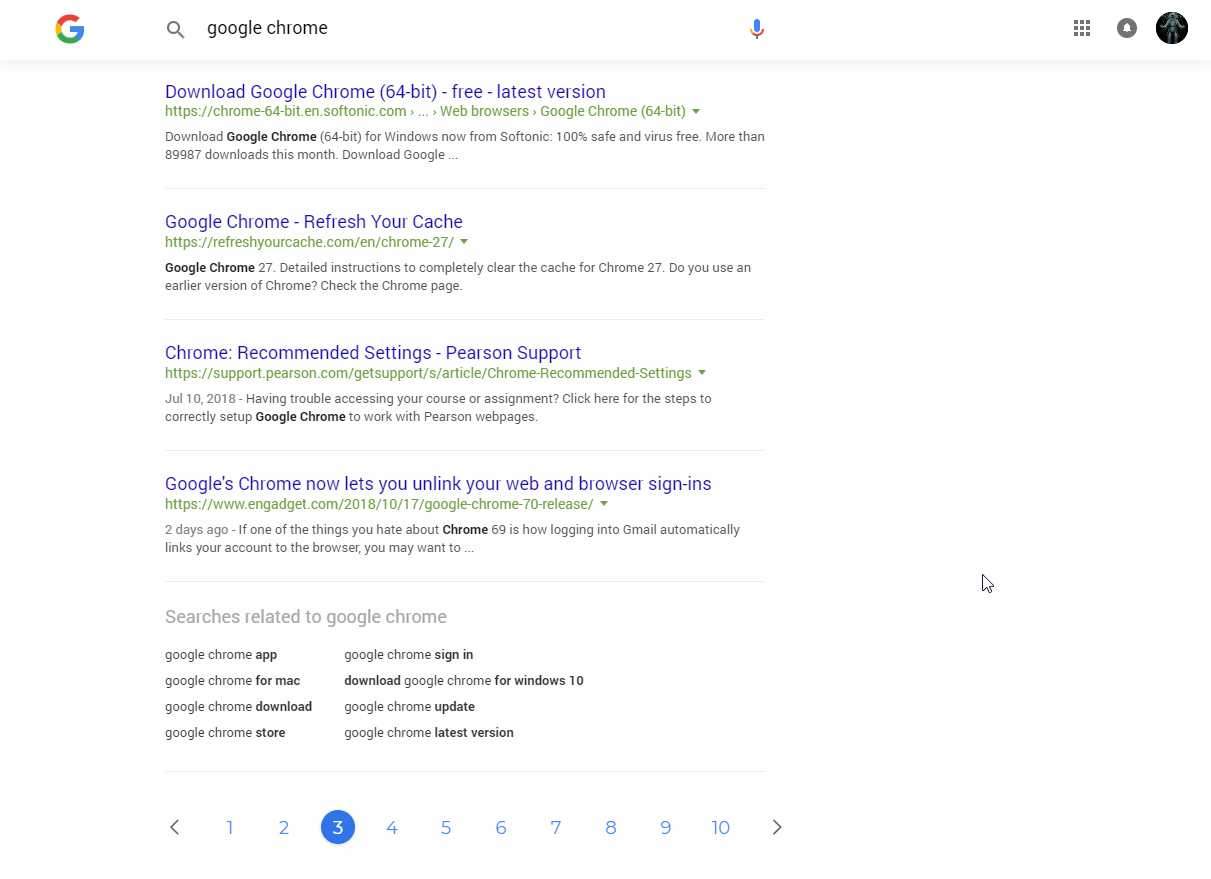 google chrome
Download Google Chrome (64-bit) - free - latest version
https://chrome-64-bit.en.softonic.com › ... › Web browsers › Google Chrome (64-bit)
Download Google Chrome (64-bit) for Windows now from Softonic: 100% safe and virus free. More than
89987 downloads this month. Download Google ...
Google Chrome - Refresh Your Cache
https://refreshyourcache.com/en/chrome-27/
Google Chrome 27. Detailed instructions to completely clear the cache for Chrome 27. Do you use an
earlier version of Chrome? Check the Chrome page.
Chrome: Recommended Settings - Pearson Support
https://support.pearson.com/getsupport/s/article/Chrome-Recommended-Settings
Jul 10, 2018 - Having trouble accessing your course or assignment? Click here for the steps to
correctly setup Google Chrome to work with Pearson webpages.
Google's Chrome now lets you unlink your web and browser sign-ins
https://www.engadget.com/2018/10/17/google-chrome-70-release/
2 days ago - If one of the things you hate about Chrome 69 is how logging into Gmail automatically
links your account to the browser, you may want to ...
Searches related to google chrome
google chrome app google chrome sign in
google chrome for mac download google chrome for windows 10
google chrome download google chrome update
google chrome store google chrome latest version
1 2 3 4 5 6 7 8 9 10